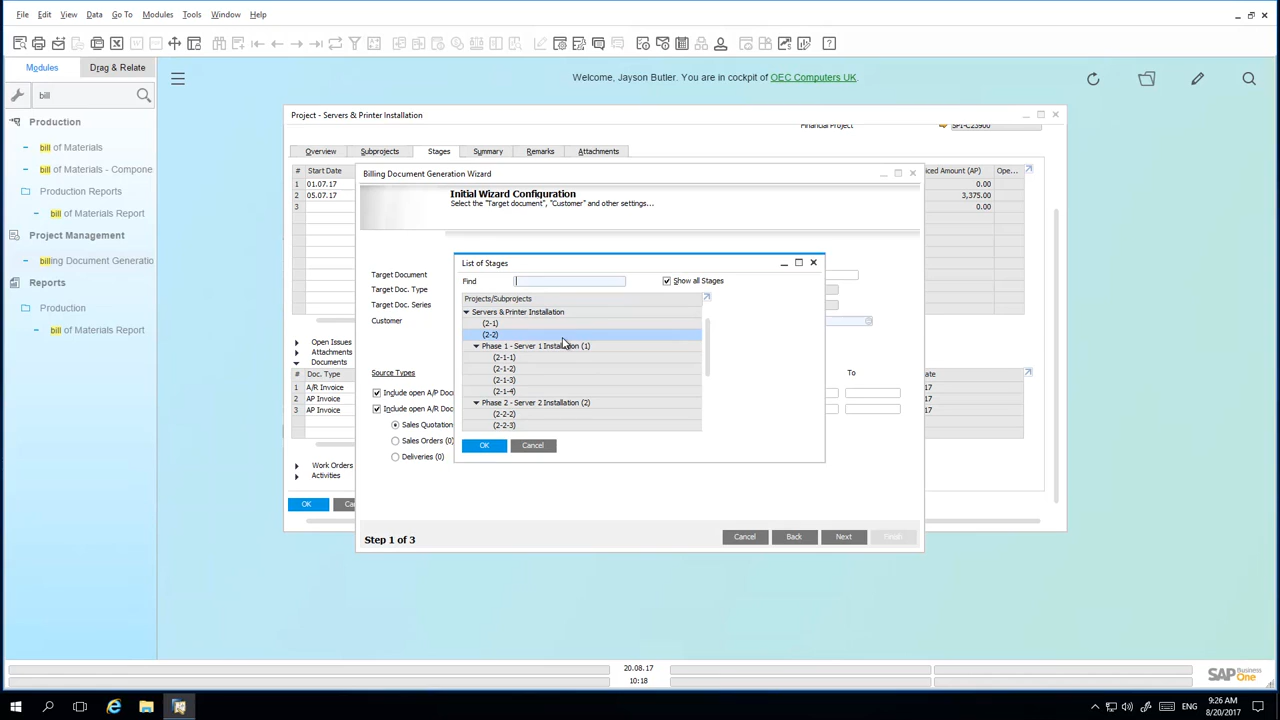 File Edit View Data Go To Modules Tools Window Help
Modules Drag & Relate
Welcome, Jayson Butler. You are in cockpit of OEC Computers UK.
bill
Production
bill of Materials
bill of Materials - Compone
Production Reports
bill of Materials Report
Project Management
billing Document Generatio
Reports
Production
bill of Materials Report
Project - Servers & Printer Installation
Financial Project SPI-C23900
Overview Subprojects Stages Summary Remarks Attachments
# Start Date
iced Amount (AP) Ope...
1 01.07.17 0.00
2 05.07.17 3,375.00
3 0.00
Open Issues
Attachments
Documents
# Doc. Type
1 A/R Invoice 17
2 AP Invoice 17
3 AP Invoice 17
Work Orders
Activities
OK
Billing Document Generation Wizard
Initial Wizard Configuration
Select the "Target document", "Customer" and other settings...
Target Document
Target Doc. Type
Target Doc. Series
Customer
Source Types
To
Include open A/P Doc
Include open A/R Doc
Sales Quotation
Sales Orders (0)
Deliveries (0)
Step 1 of 3
Cancel Back Next Finish
List of Stages
Find
Show all Stages
Projects/Subprojects
Servers & Printer Installation
(2-1)
(2-2)
Phase 1 - Server 1 Installation (1)
(2-1-1)
(2-1-2)
(2-1-3)
(2-1-4)
Phase 2 - Server 2 Installation (2)
(2-2-2)
(2-2-3)
OK Cancel
20.08.17
10:18
SAP Business One
ENG
9:26 AM
8/20/2017